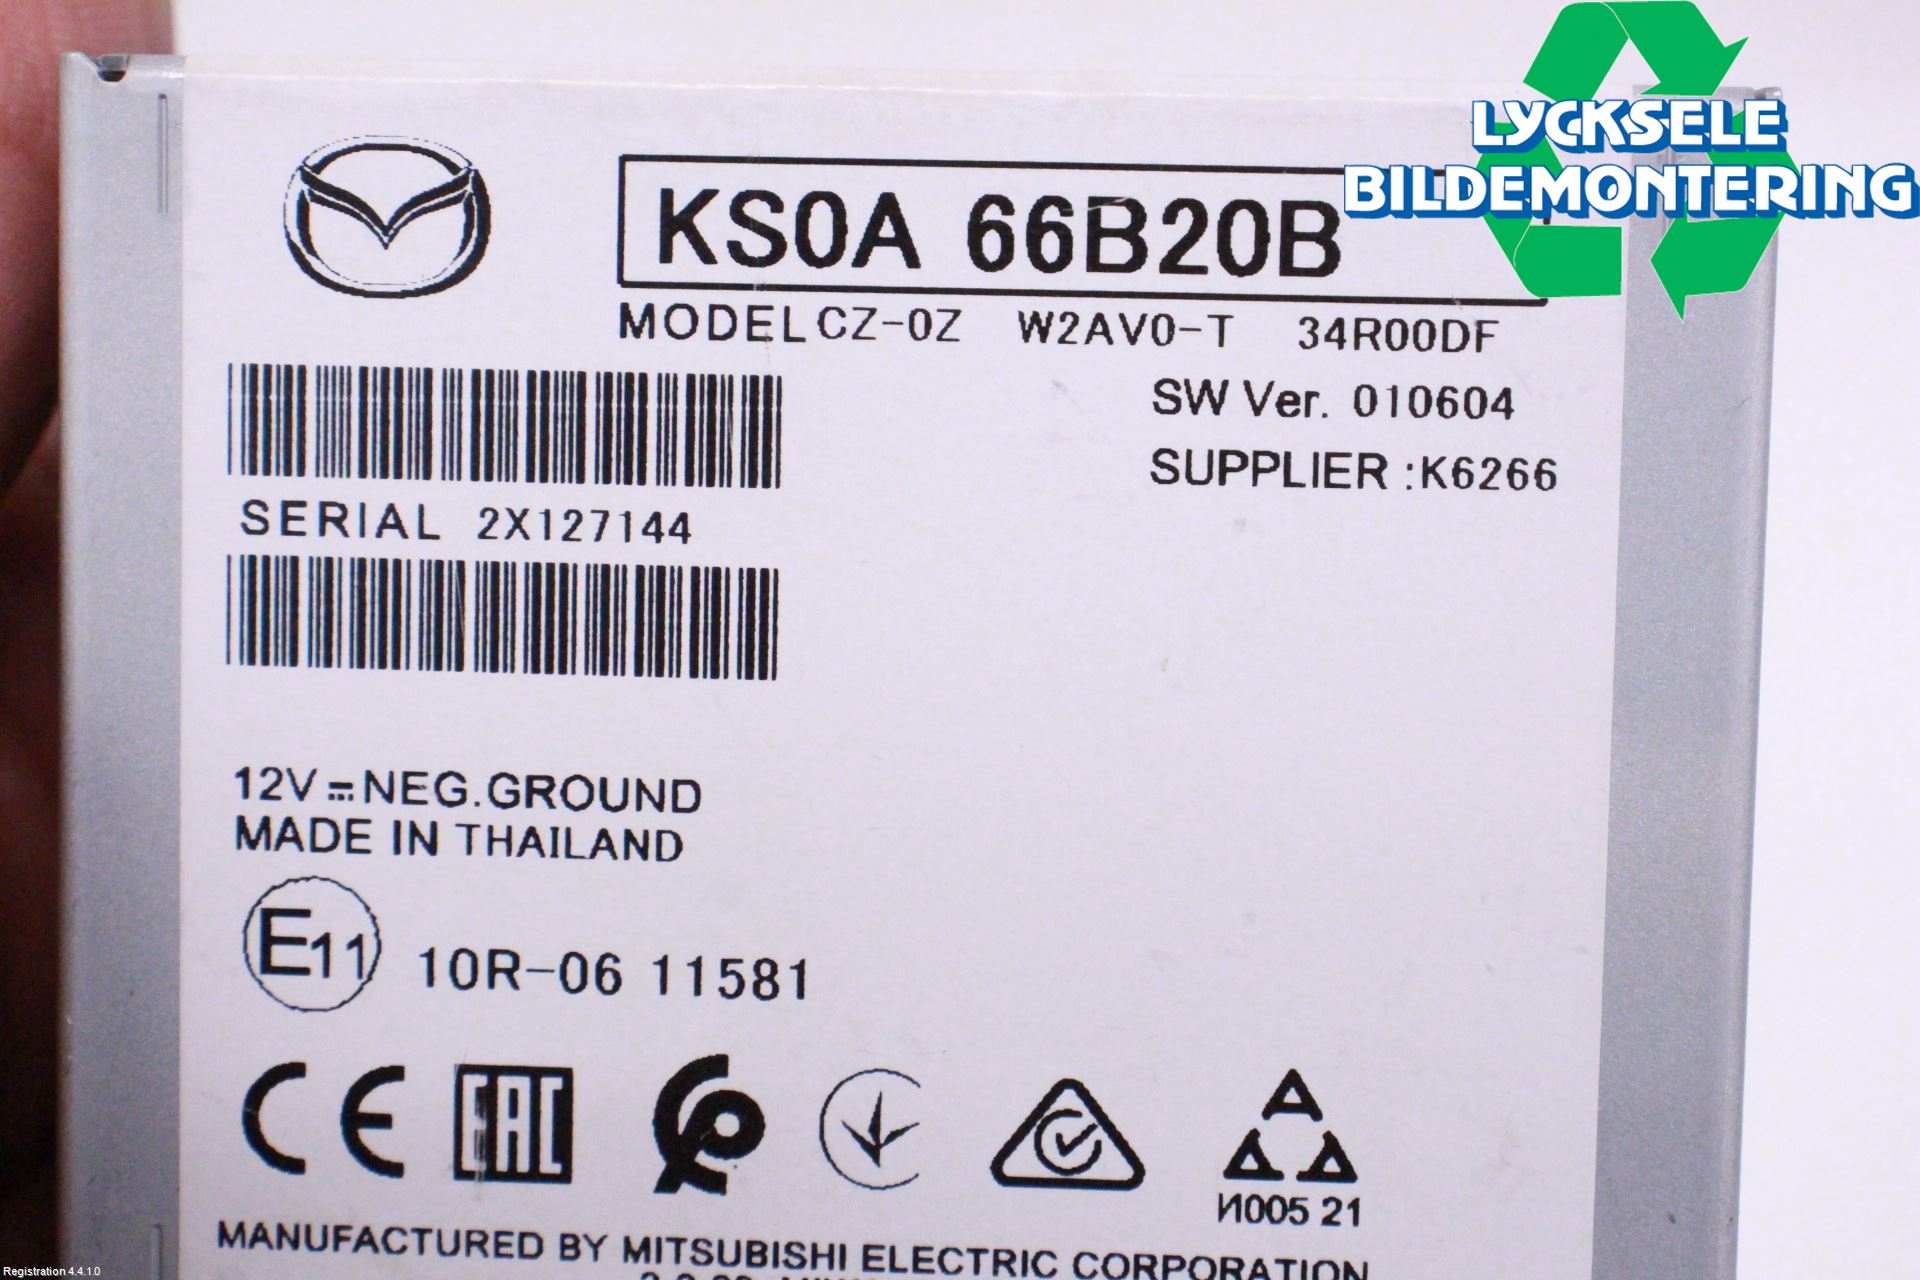 LYCKSELE
BILDEMONTERING
KS0A 66B20B
MODEL CZ-0Z W2AV0-T 34R00DF
SW Ver. 010604
SUPPLIER :K6266
SERIAL 2X127144
12V NEG.GROUND
MADE IN THAILAND
E11 10R-06 11581
CE EAC
И005 21
MANUFACTURED BY MITSUBISHI ELECTRIC CORPORATION
Registration 4.4.1.0